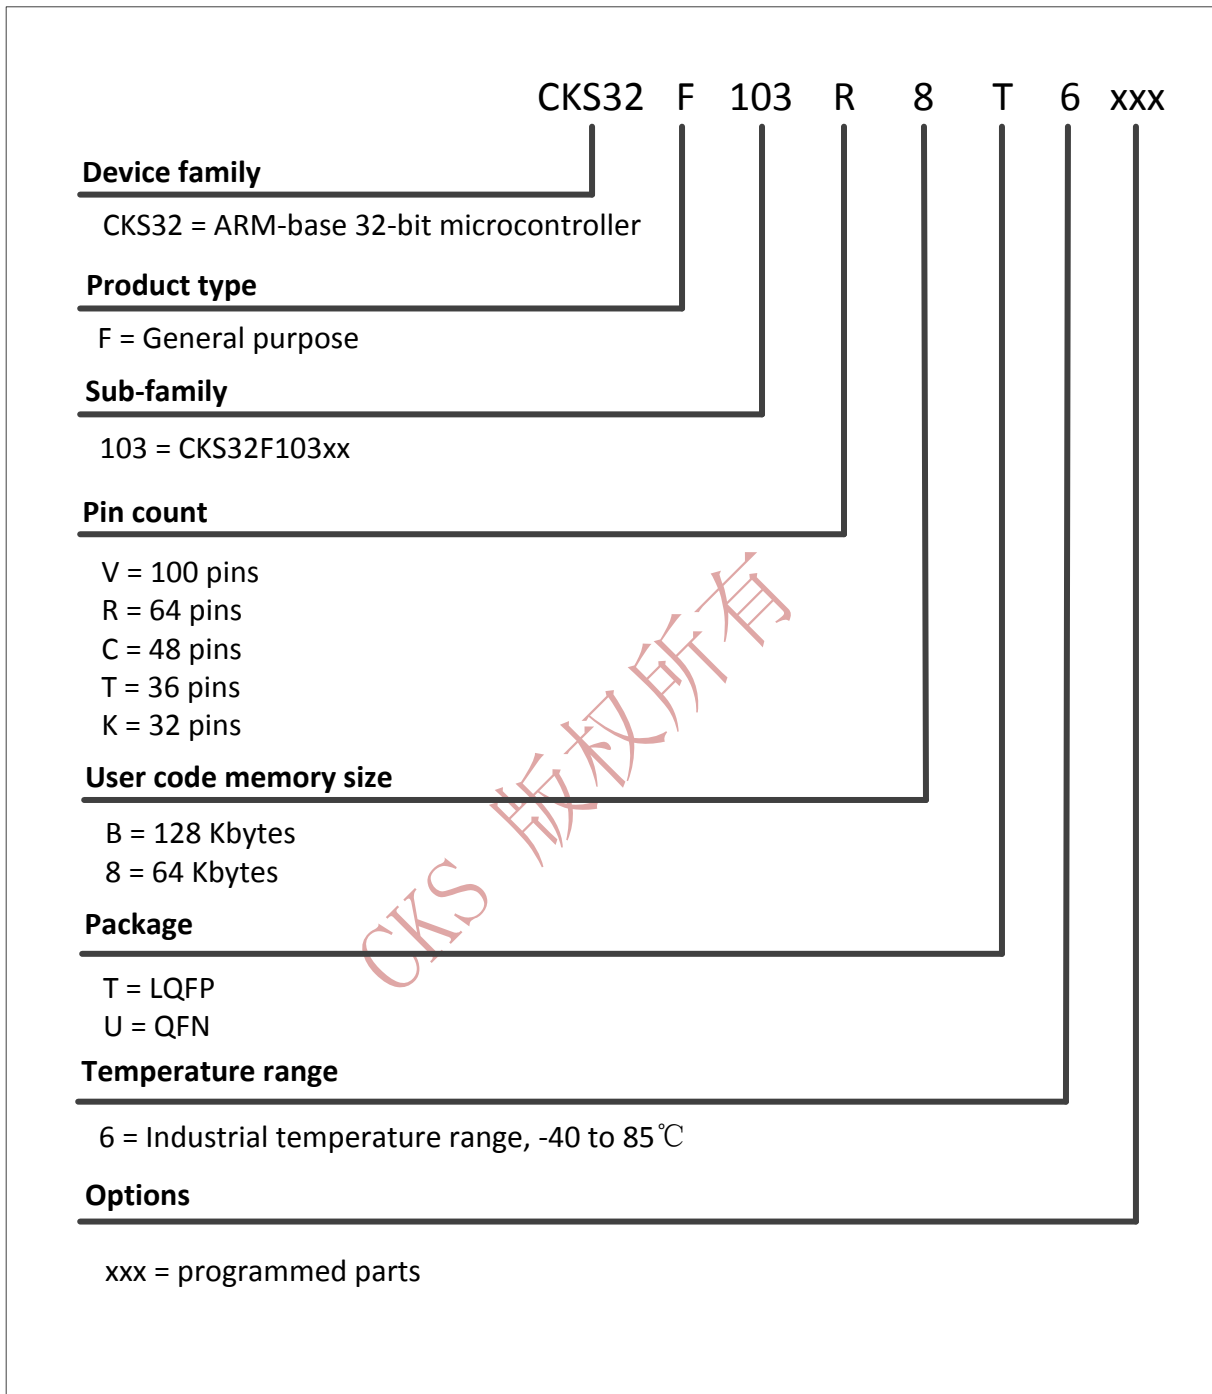 CKS32 F 103 R 8 T 6 xxx
Device family
CKS32 = ARM-base 32-bit microcontroller
Product type
F = General purpose
Sub-family
103 = CKS32F103xx
Pin count
V = 100 pins
R = 64 pins
C = 48 pins
T = 36 pins
K = 32 pins
User code memory size
B = 128 Kbytes
8 = 64 Kbytes
Package
T = LQFP
U = QFN
Temperature range
6 = Industrial temperature range, -40 to 85℃
Options
xxx = programmed parts
CKS 版权所有